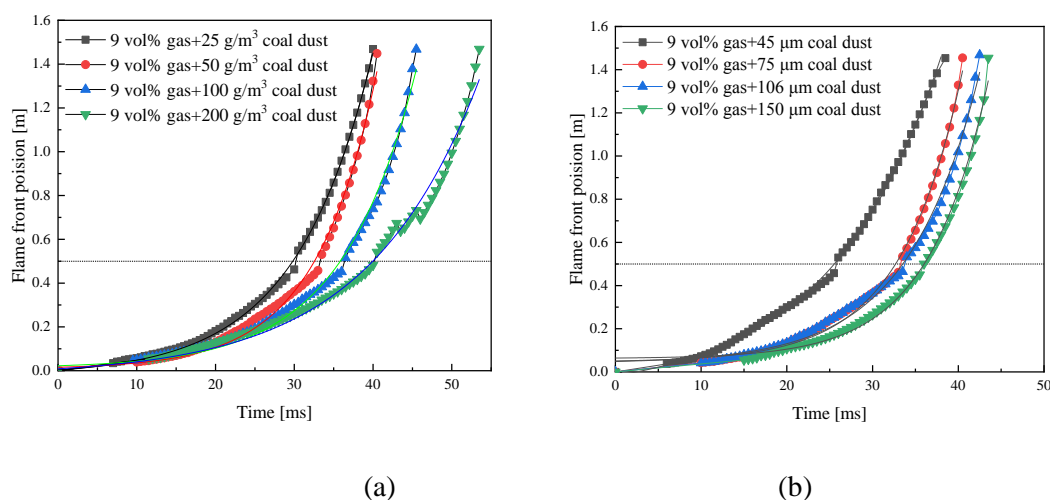 1.6
1.4
1.2
1.0
0.8
0.6
0.4
0.2
0.0
Flame front poision [m]
9 vol% gas+25 g/m³ coal dust
9 vol% gas+50 g/m³ coal dust
9 vol% gas+100 g/m³ coal dust
9 vol% gas+200 g/m³ coal dust
0 10 20 30 40 50
Time [ms]
(a)
1.6
1.4
1.2
1.0
0.8
0.6
0.4
0.2
0.0
Flame front poision [m]
9 vol% gas+45 μm coal dust
9 vol% gas+75 μm coal dust
9 vol% gas+106 μm coal dust
9 vol% gas+150 μm coal dust
0 10 20 30 40 50
Time [ms]
(b)